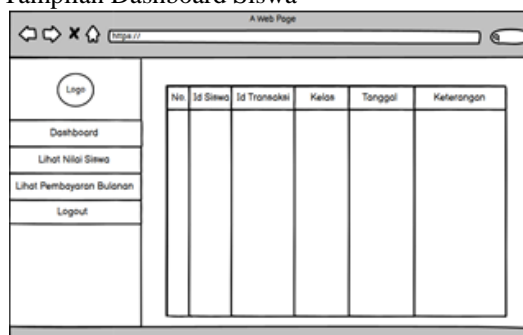 Tampilan Dashboard Siswa
A Web Page
https://
Logo
Dashboard
Lihat Nilai Siswa
Lihat Pembayaran Bulanan
Logout
No. Id Siswa Id Transaksi Kelas Tanggal Keterangan